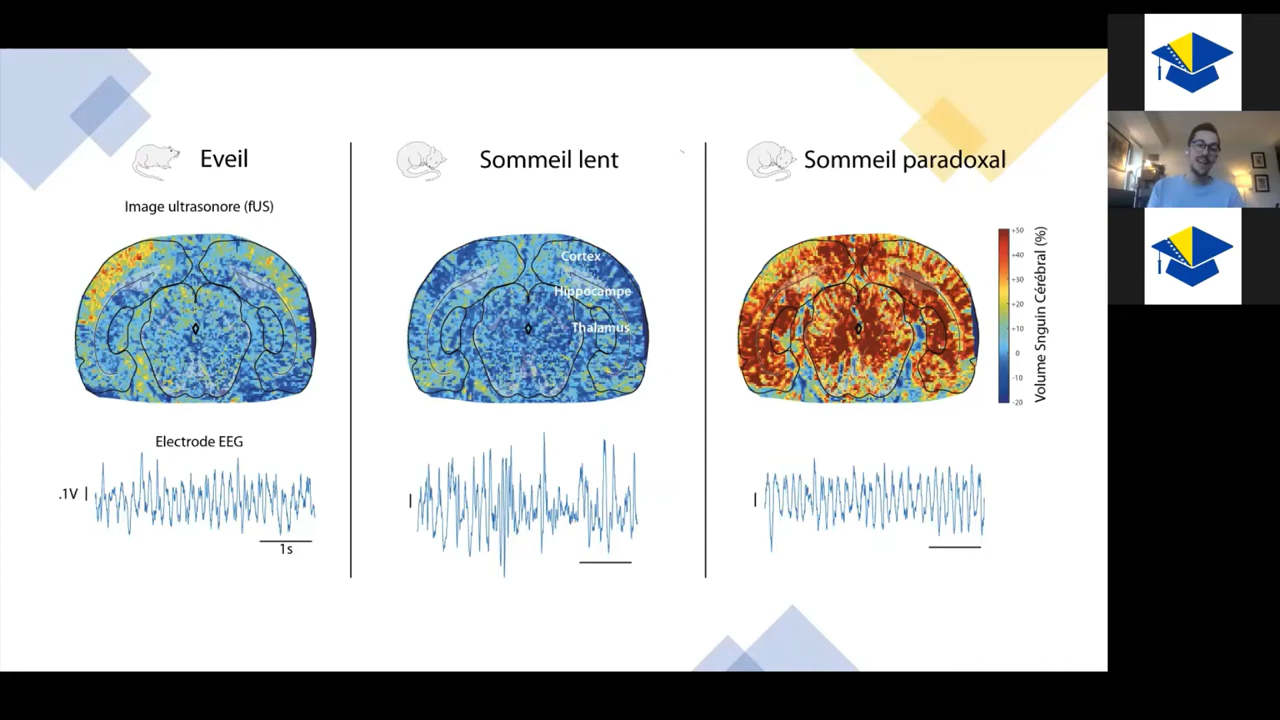 Eveil
Sommeil lent
Sommeil paradoxal
Image ultrasonore (fUS)
Cortex
Hippocampe
Thalamus
+50
+40
+30
+20
+10
0
-10
-20
Volume Snguin Cérébral (%)
Electrode EEG
.1V
1s